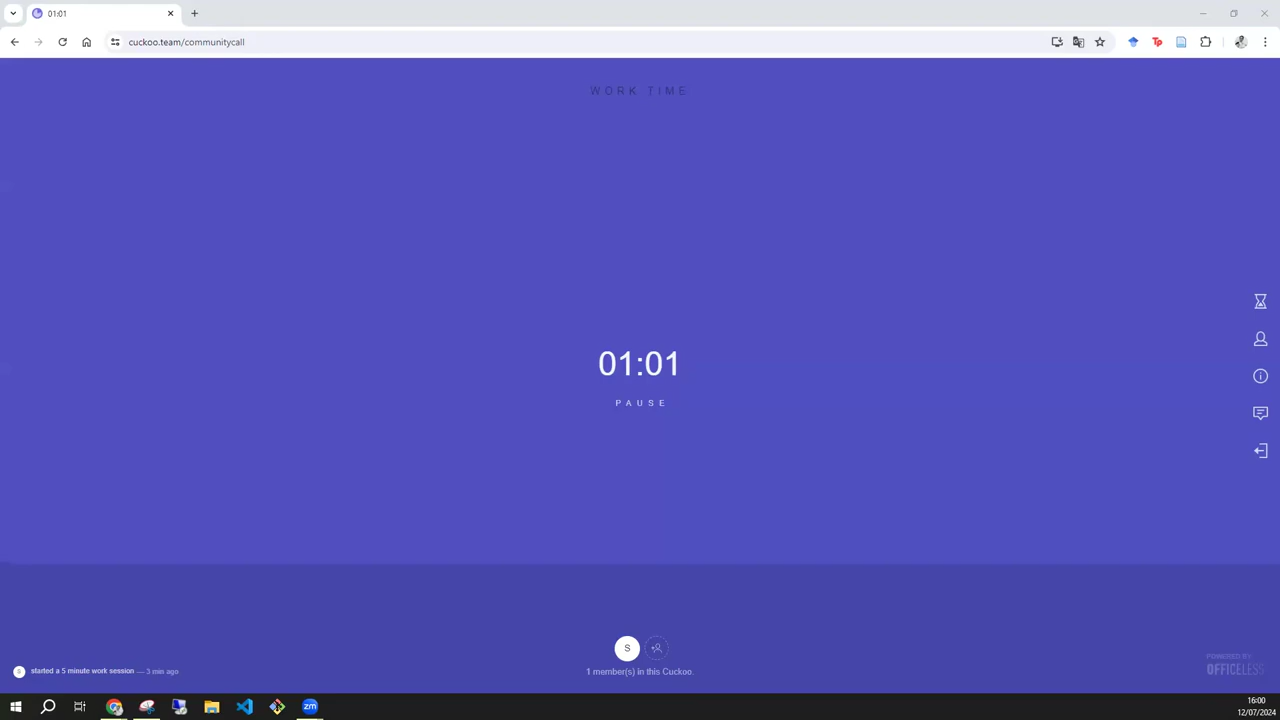 01:01
cuckoo.team/communitycall
WORK TIME
01:01
PAUSE
S
1 member(s) in this Cuckoo.
S started a 5 minute work session — 3 min ago
POWERED BY
OFFICELESS
zm
16:00
12/07/2024